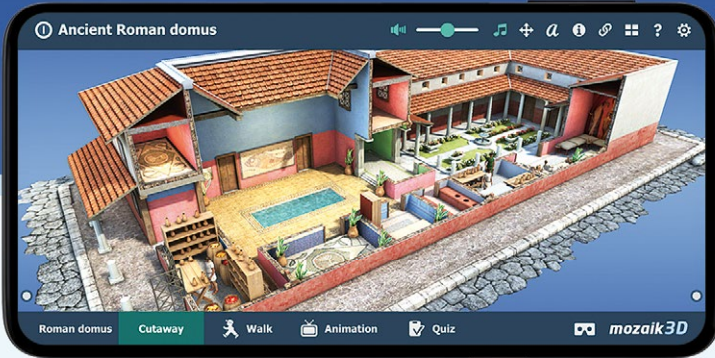 Ancient Roman domus
a
?
Roman domus
Cutaway
Walk
Animation
Quiz
mozaik3D